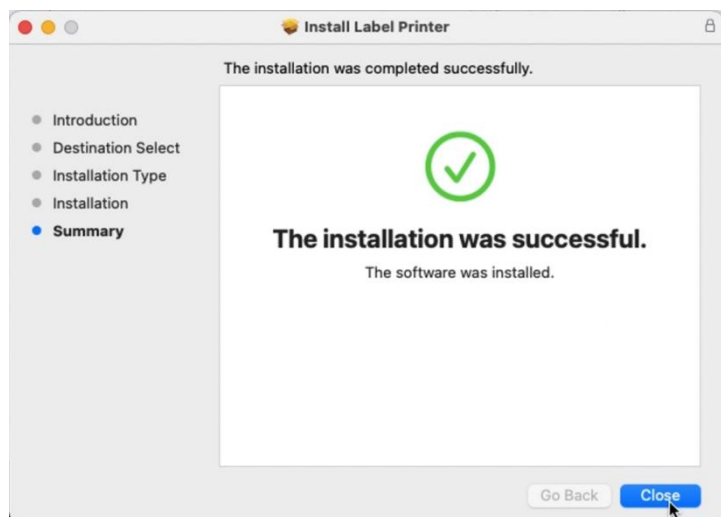 Install Label Printer
The installation was completed successfully.
Introduction
Destination Select
Installation Type
Installation
Summary
The installation was successful.
The software was installed.
Go Back
Close